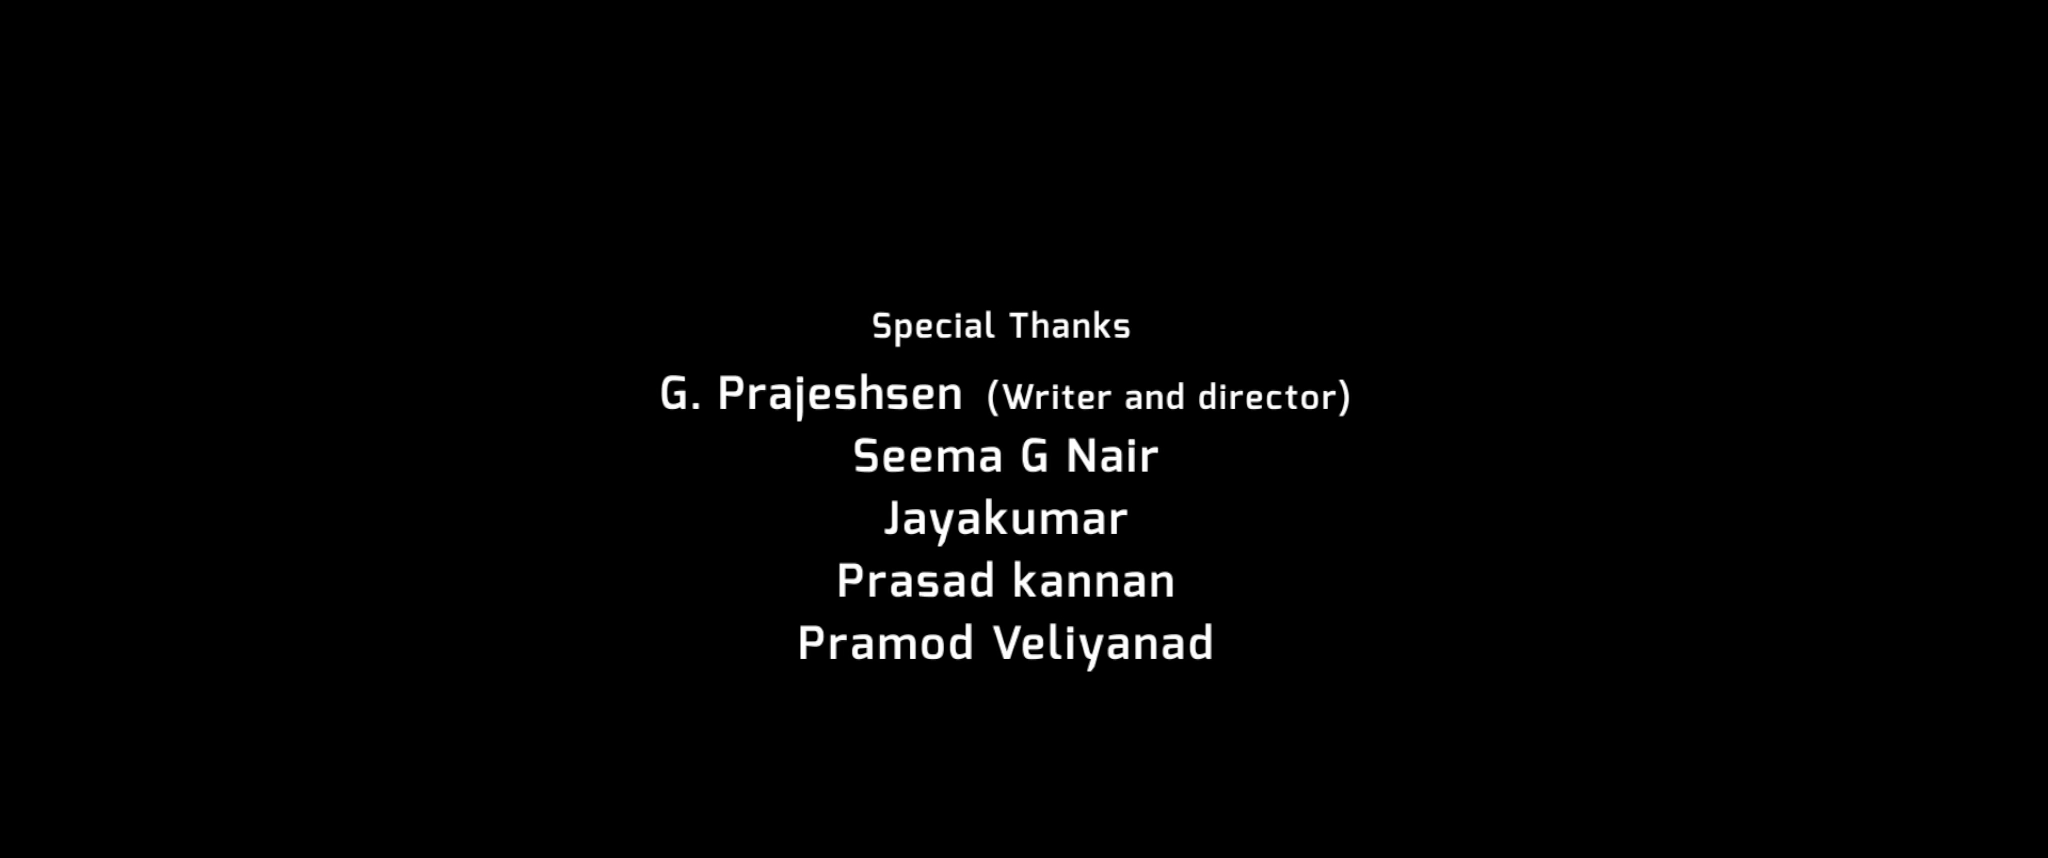 Special Thanks
G. Prajeshsen (Writer and director)
Seema G Nair
Jayakumar
Prasad kannan
Pramod Veliyanad